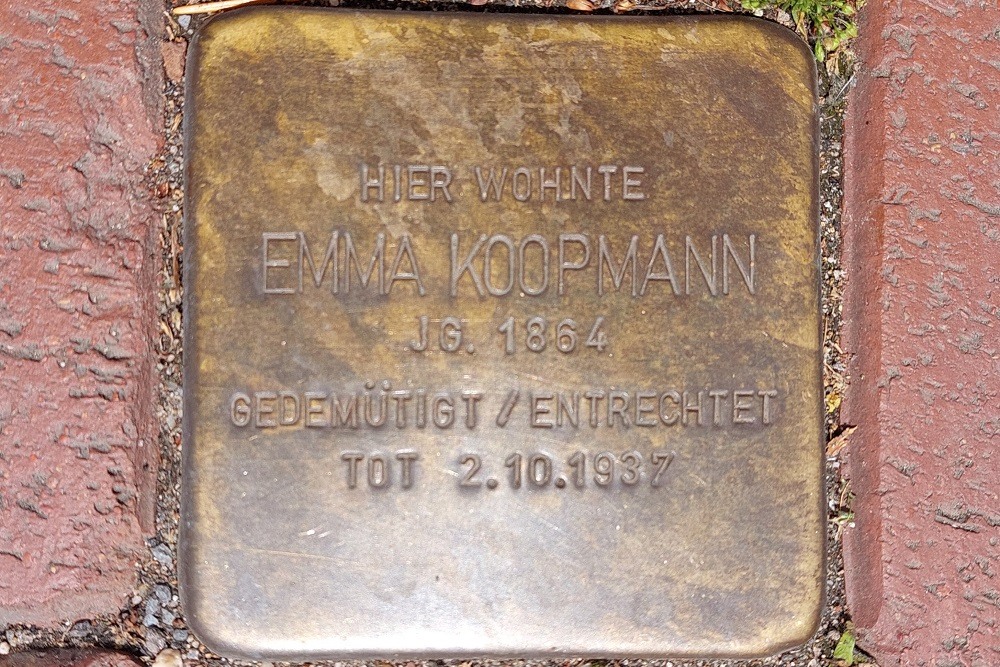 HIER WOHNTE
EMMA KOOPMANN
JG. 1864
GEDEMÜTIGT / ENTRECHTET
TOT 2.10.1937